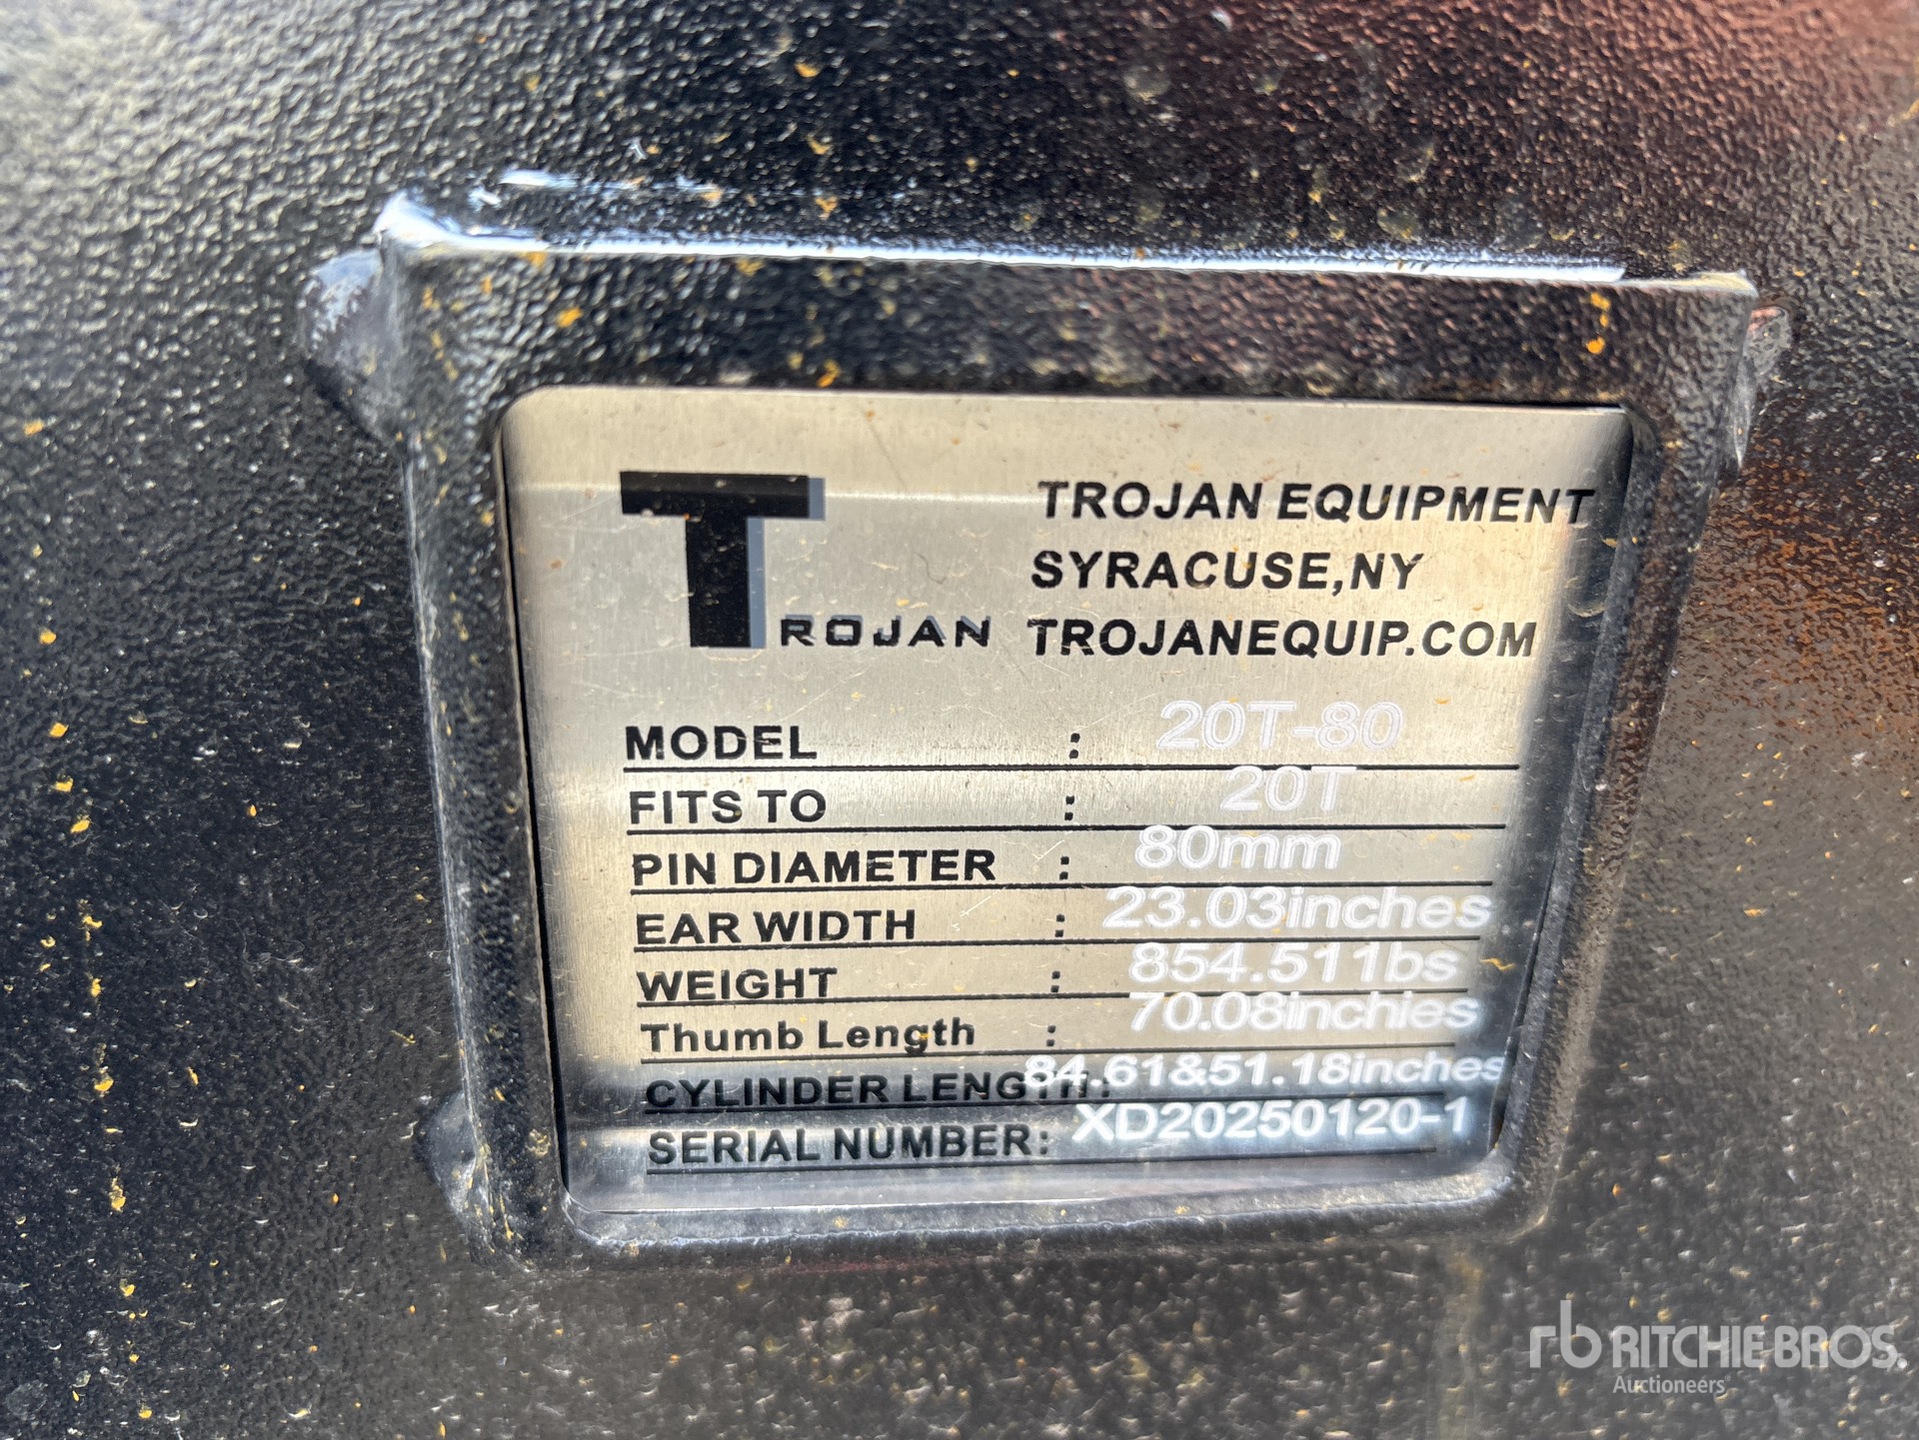 TROJAN
TROJAN EQUIPMENT
SYRACUSE,NY
TROJANEQUIP.COM
MODEL : 20T-80
FITS TO : 20T
PIN DIAMETER : 80mm
EAR WIDTH : 23.03inches
WEIGHT : 854.51lbs
Thumb Length : 70.08inchies
CYLINDER LENGTH: 84.61&51.18inches
SERIAL NUMBER: XD20250120-1
rb RITCHIE BROS.
Auctioneers